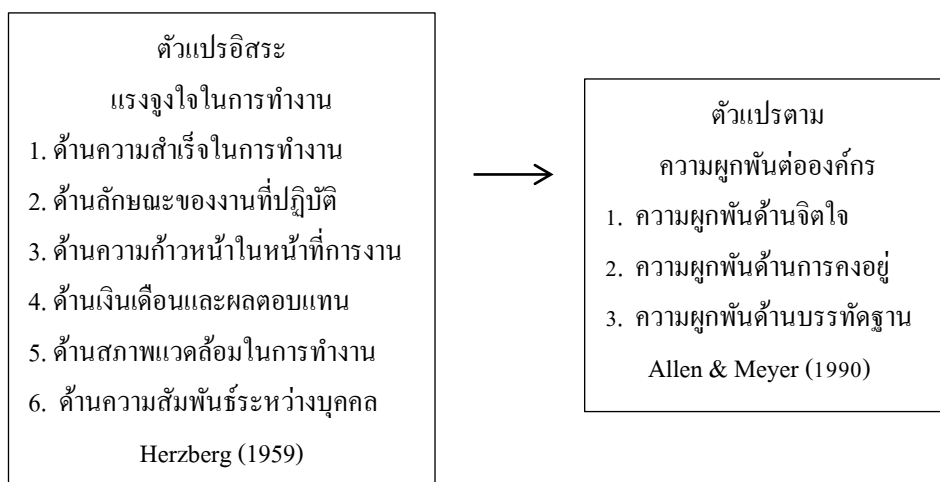 ตัวแปรอิสระ
แรงจูงใจในการทำงาน
1. ด้านความสำเร็จในการทำงาน
2. ด้านลักษณะของงานที่ปฏิบัติ
3. ด้านความก้าวหน้าในหน้าที่การงาน
4. ด้านเงินเดือนและผลตอบแทน
5. ด้านสภาพแวดล้อมในการทำงาน
6. ด้านความสัมพันธ์ระหว่างบุคคล
Herzberg (1959)
ตัวแปรตาม
ความผูกพันต่อองค์กร
1. ความผูกพันด้านจิตใจ
2. ความผูกพันด้านการคงอยู่
3. ความผูกพันด้านบรรทัดฐาน
Allen & Meyer (1990)